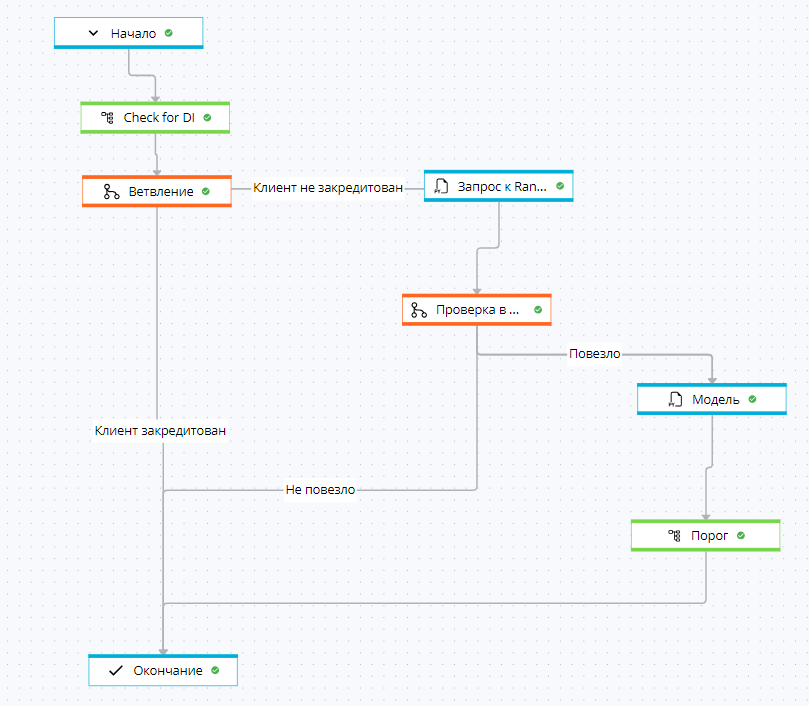 Начало
Check for DI
Ветвление
Клиент не закредитован
Запрос к Ran...
Проверка в ...
Повезло
Модель
Клиент закредитован
Не повезло
Порог
Окончание